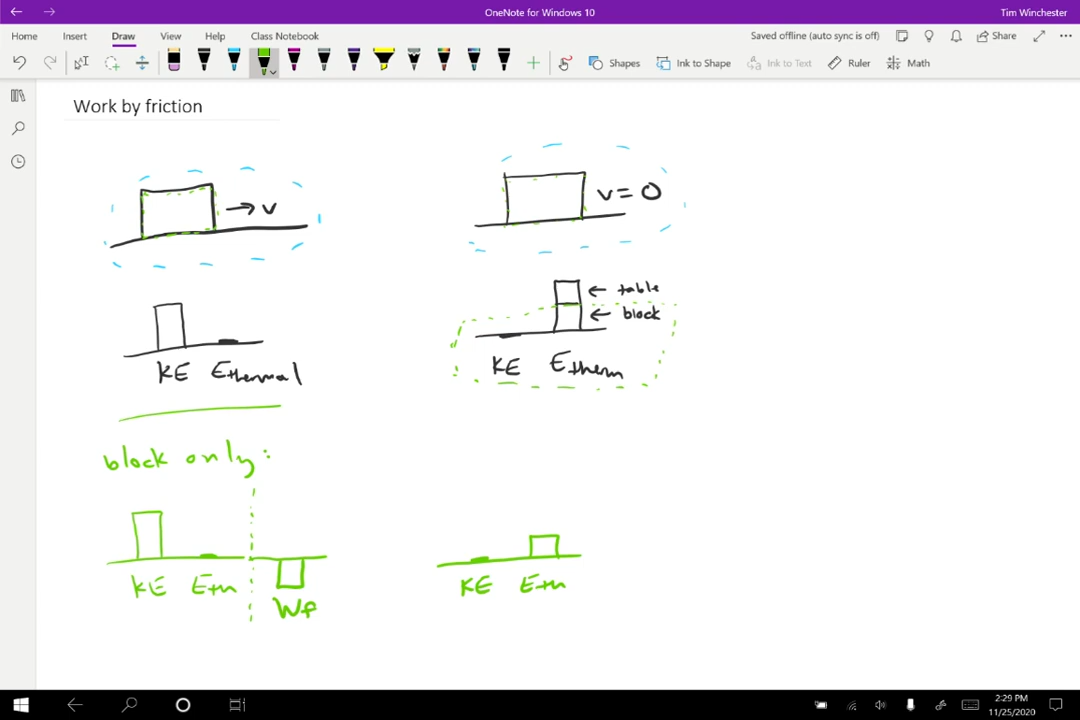 OneNote for Windows 10
Tim Winchester
Home Insert Draw View Help Class Notebook
Saved offline (auto sync is off)
Share
Shapes
Ink to Shape
Ink to Text
Ruler
Math
Work by friction
→ v
v = 0
← table
← block
KE Ethermal
KE Etherm
block only:
KE Eth Wf
KE Eth
2:29 PM
11/25/2020